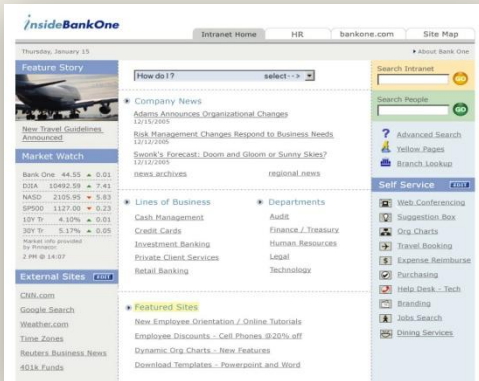 insideBankOne
Intranet Home
HR
bankone.com
Site Map
Thursday, January 15
About Bank One
Feature Story
New Travel Guidelines
Announced
Market Watch
Bank One 44.55 ▲ 0.01
DJIA 10492.59 ▲ 7.41
NASD 2105.95 ▼ 5.83
SP500 1127.00 ▼ 0.23
10Y Tr 4.10% ▲ 0.01
30Y Tr 5.17% ▲ 0.05
Market info provided
by Pinnator.
2 PM @ 14:07
External Sites EDIT
CNN.com
Google Search
Weather.com
Time Zones
Reuters Business News
401k Funds
How do I? select--> 
Company News
Adams Announces Organizational Changes
12/15/2005
Risk Management Changes Respond to Business Needs
12/12/2005
Swonk's Forecast: Doom and Gloom or Sunny Skies?
12/12/2005
news archives
regional news
Lines of Business
Cash Management
Credit Cards
Investment Banking
Private Client Services
Retail Banking
Departments
Audit
Finance / Treasury
Human Resources
Legal
Technology
Featured Sites
New Employee Orientation / Online Tutorials
Employee Discounts - Cell Phones @20% off
Dynamic Org Charts - New Features
Download Templates - Powerpoint and Word
Search Intranet
GO
Search People
GO
Advanced Search
Yellow Pages
Branch Lookup
Self Service EDIT
Web Conferencing
Suggestion Box
Org Charts
Travel Booking
Expense Reimburse
Purchasing
Help Desk - Tech
Branding
Jobs Search
Dining Services